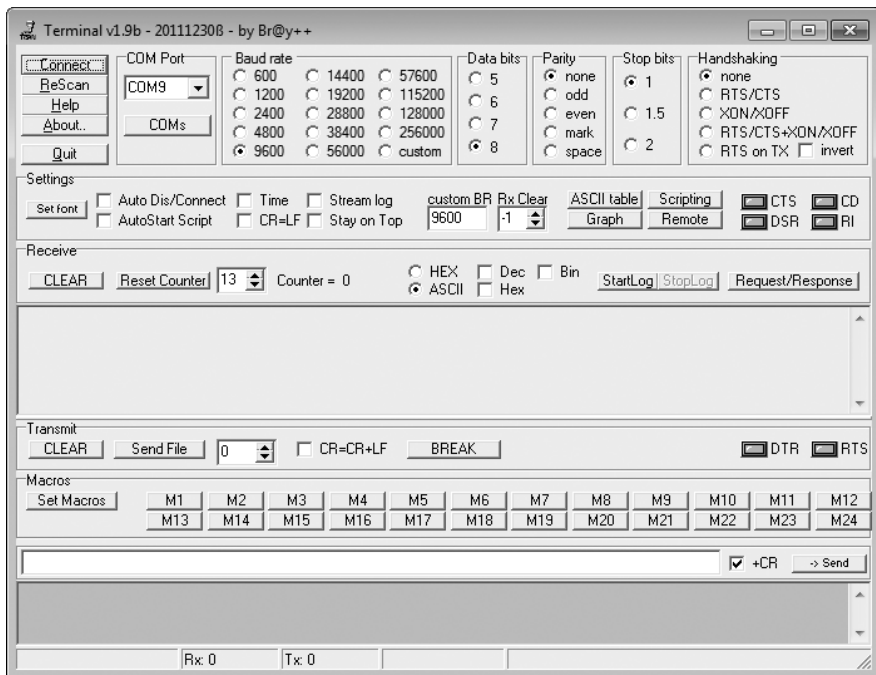 Terminal v1.9b - 20111230ß - by Br@y++
Connect
ReScan
Help
About..
Quit
COM Port
COM9
COMs
Baud rate
600 14400 57600
1200 19200 115200
2400 28800 128000
4800 38400 256000
9600 56000 custom
Data bits
5
6
7
8
Parity
none
odd
even
mark
space
Stop bits
1
1.5
2
Handshaking
none
RTS/CTS
XON/XOFF
RTS/CTS+XON/XOFF
RTS on TX invert
Settings
Set font
Auto Dis/Connect Time Stream log
AutoStart Script CR=LF Stay on Top
custom BR Rx Clear
9600 -1
ASCII table Scripting
Graph Remote
CTS CD
DSR RI
Receive
CLEAR Reset Counter 13 Counter = 0
HEX Dec Bin
ASCII Hex
StartLog StopLog Request/Response
Transmit
CLEAR Send File 0 CR=CR+LF BREAK DTR RTS
Macros
Set Macros M1 M2 M3 M4 M5 M6 M7 M8 M9 M10 M11 M12
M13 M14 M15 M16 M17 M18 M19 M20 M21 M22 M23 M24
+CR -> Send
Rx: 0 Tx: 0